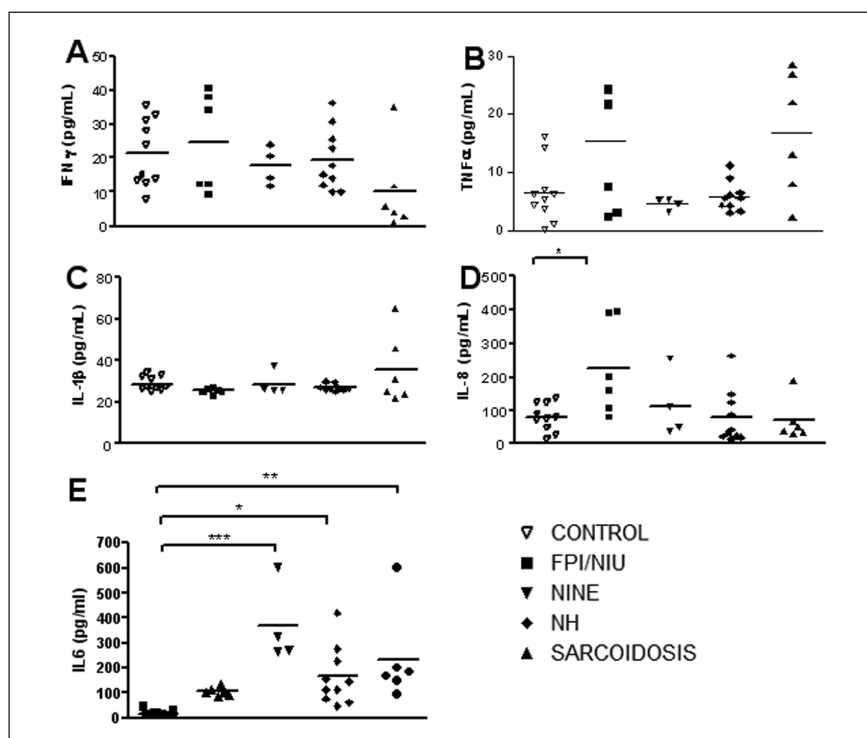 A
IFN γ (pg/mL)
50
40
30
20
10
0
B
TNFα (pg/mL)
30
20
10
0
C
IL-1β (pg/mL)
80
60
40
20
0
D
*
IL-8 (pg/mL)
500
400
300
200
100
0
E
**
*
***
IL6 (pg/ml)
700
600
500
400
300
200
100
0
CONTROL
FPI/NIU
NINE
NH
SARCOIDOSIS